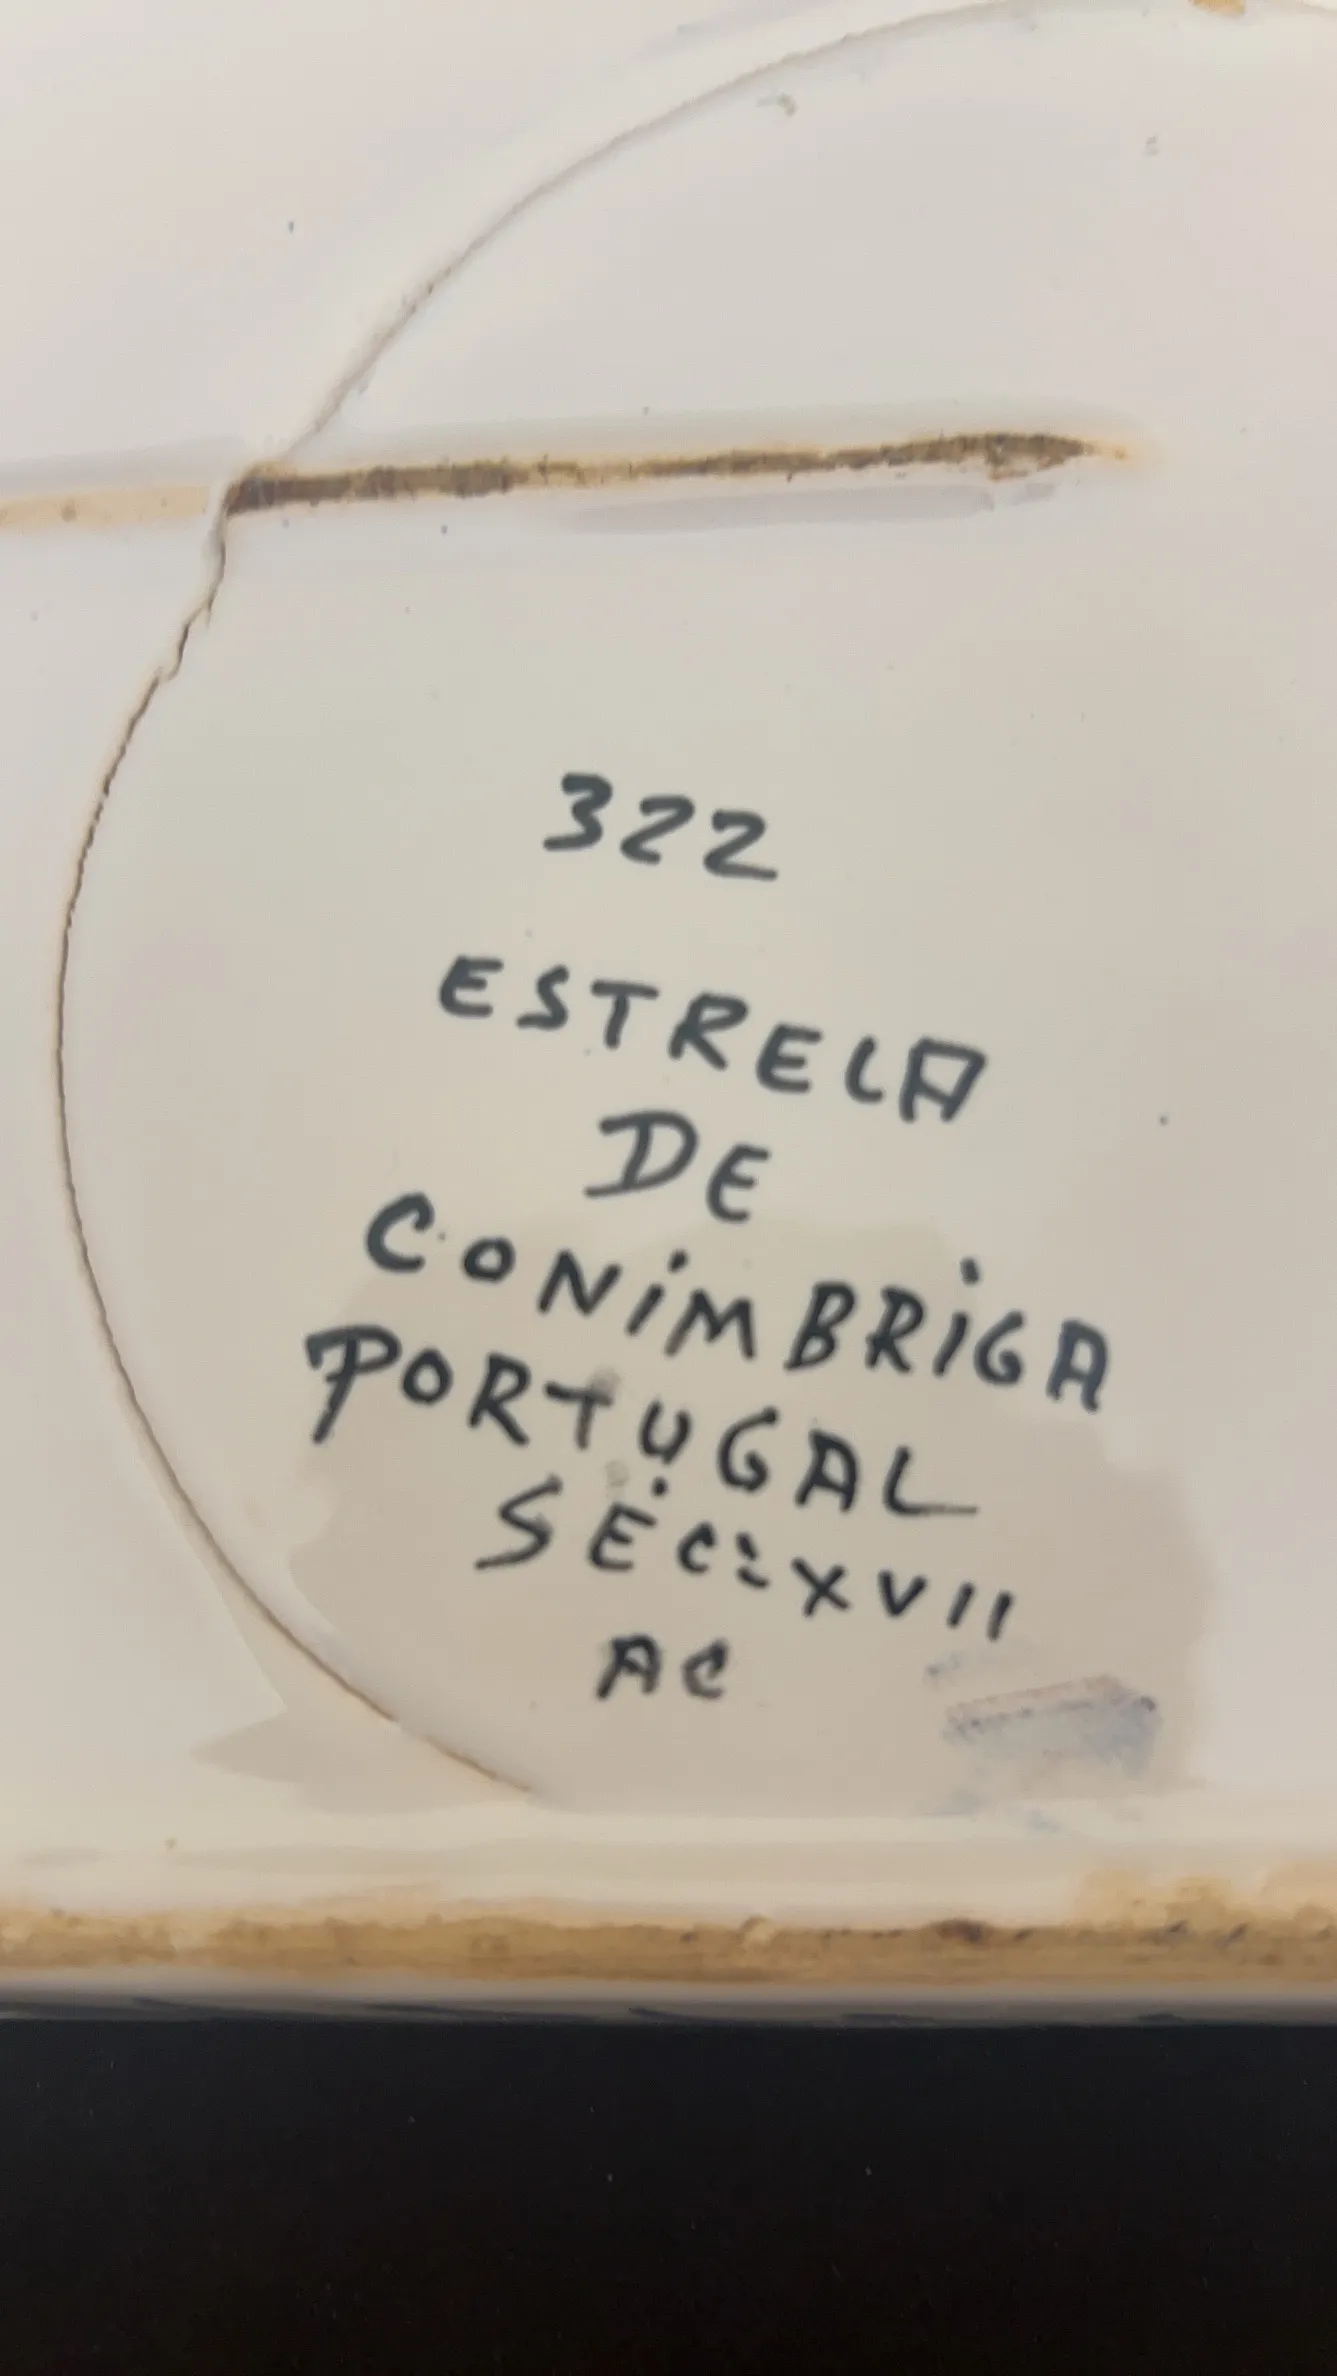 322
ESTRELA
DE
CONIMBRIGA
PORTUGAL
SÉC: XVII
AC